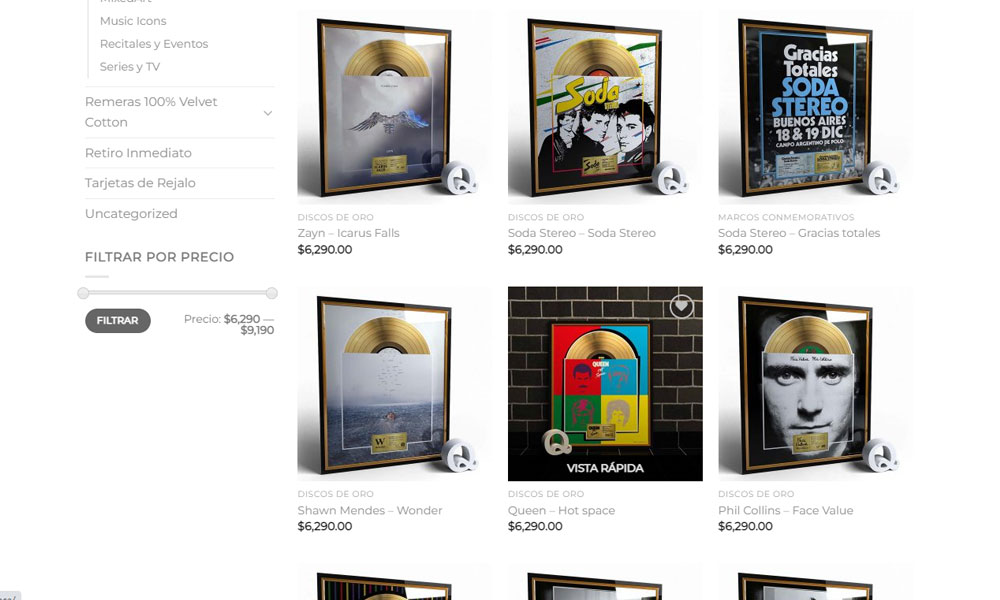 MixedArt
Music Icons
Recitales y Eventos
Series y TV
Remeras 100% Velvet
Cotton
Retiro Inmediato
Tarjetas de Rejalo
Uncategorized
FILTRAR POR PRECIO
FILTRAR
Precio: $6,290 —
$9,190
DISCOS DE ORO
Zayn – Icarus Falls
$6,290.00
Soda
DISCOS DE ORO
Soda Stereo – Soda Stereo
$6,290.00
Gracias
Totales
SODA
STEREO
BUENOS AIRES
18 & 19 DIC
CAMPO ARGENTINO DE POLO
MARCOS CONMEMORATIVOS
Soda Stereo – Gracias totales
$6,290.00
W
DISCOS DE ORO
Shawn Mendes – Wonder
$6,290.00
QUEEN
Q
VISTA RÁPIDA
DISCOS DE ORO
Queen – Hot space
$6,290.00
DISCOS DE ORO
Phil Collins – Face Value
$6,290.00